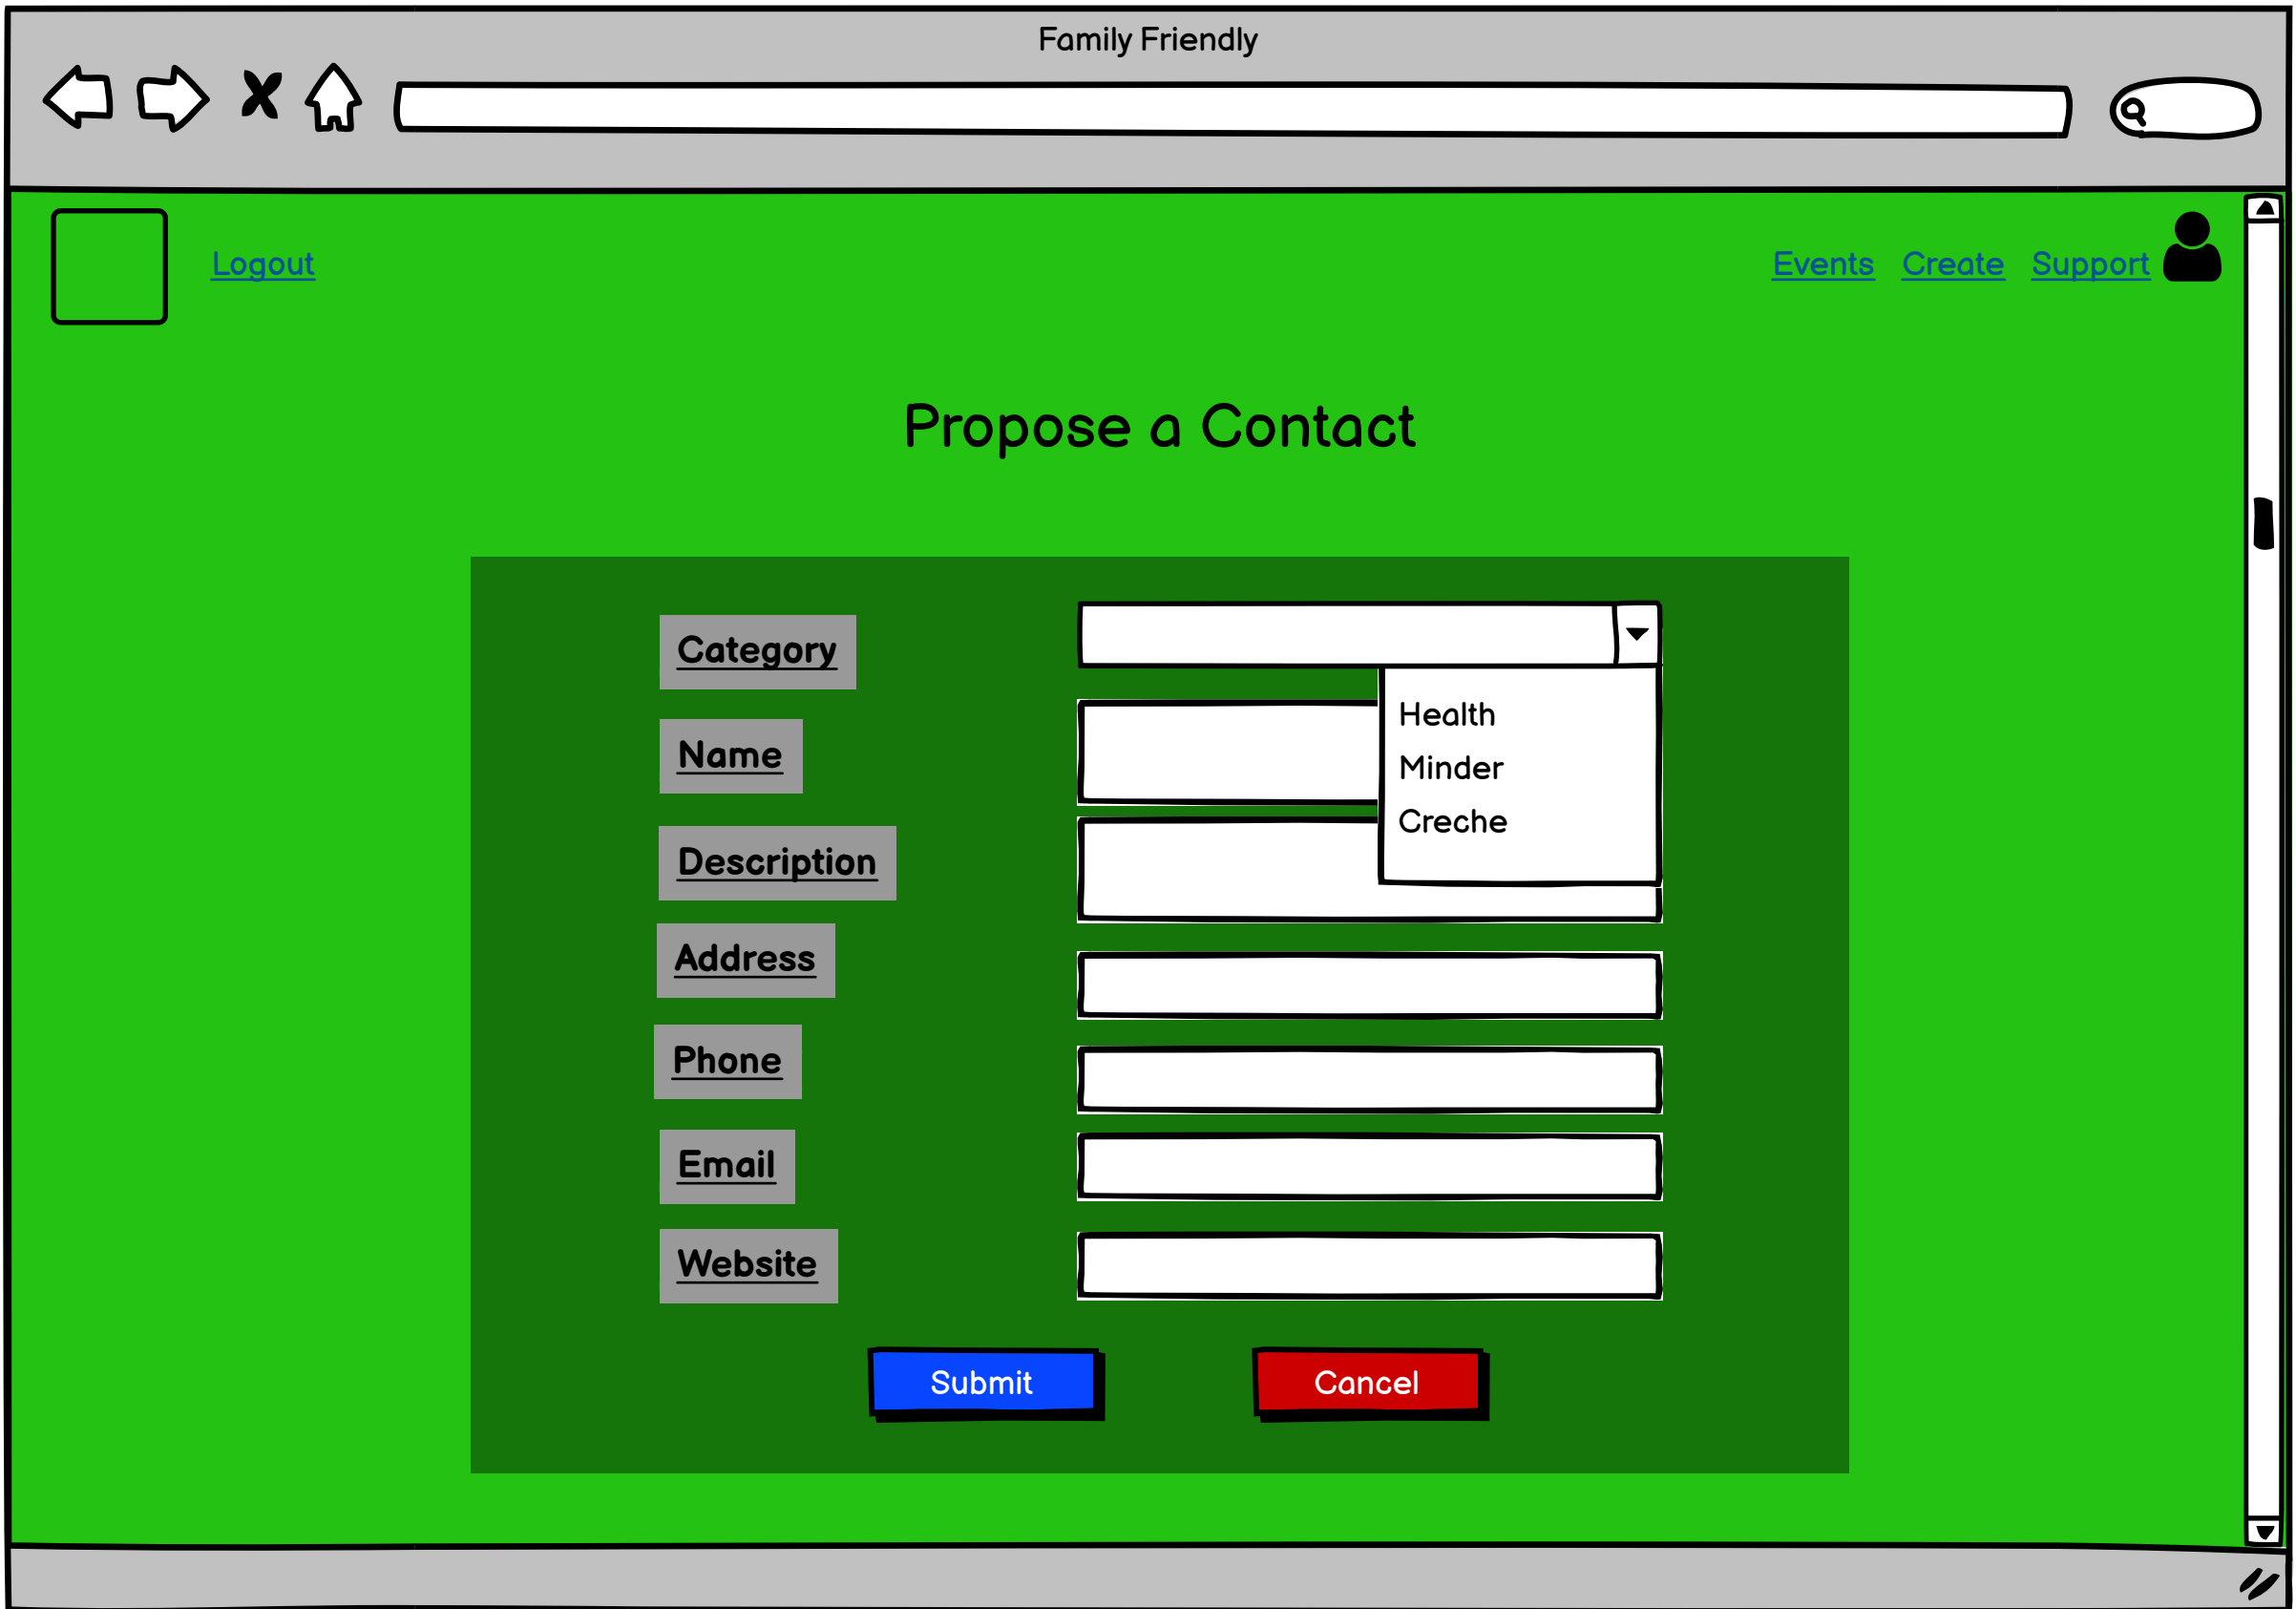 Family Friendly
Logout
Events Create Support
Propose a Contact
Category
Health
Name
Minder
Creche
Description
Address
Phone
Email
Website
Submit Cancel